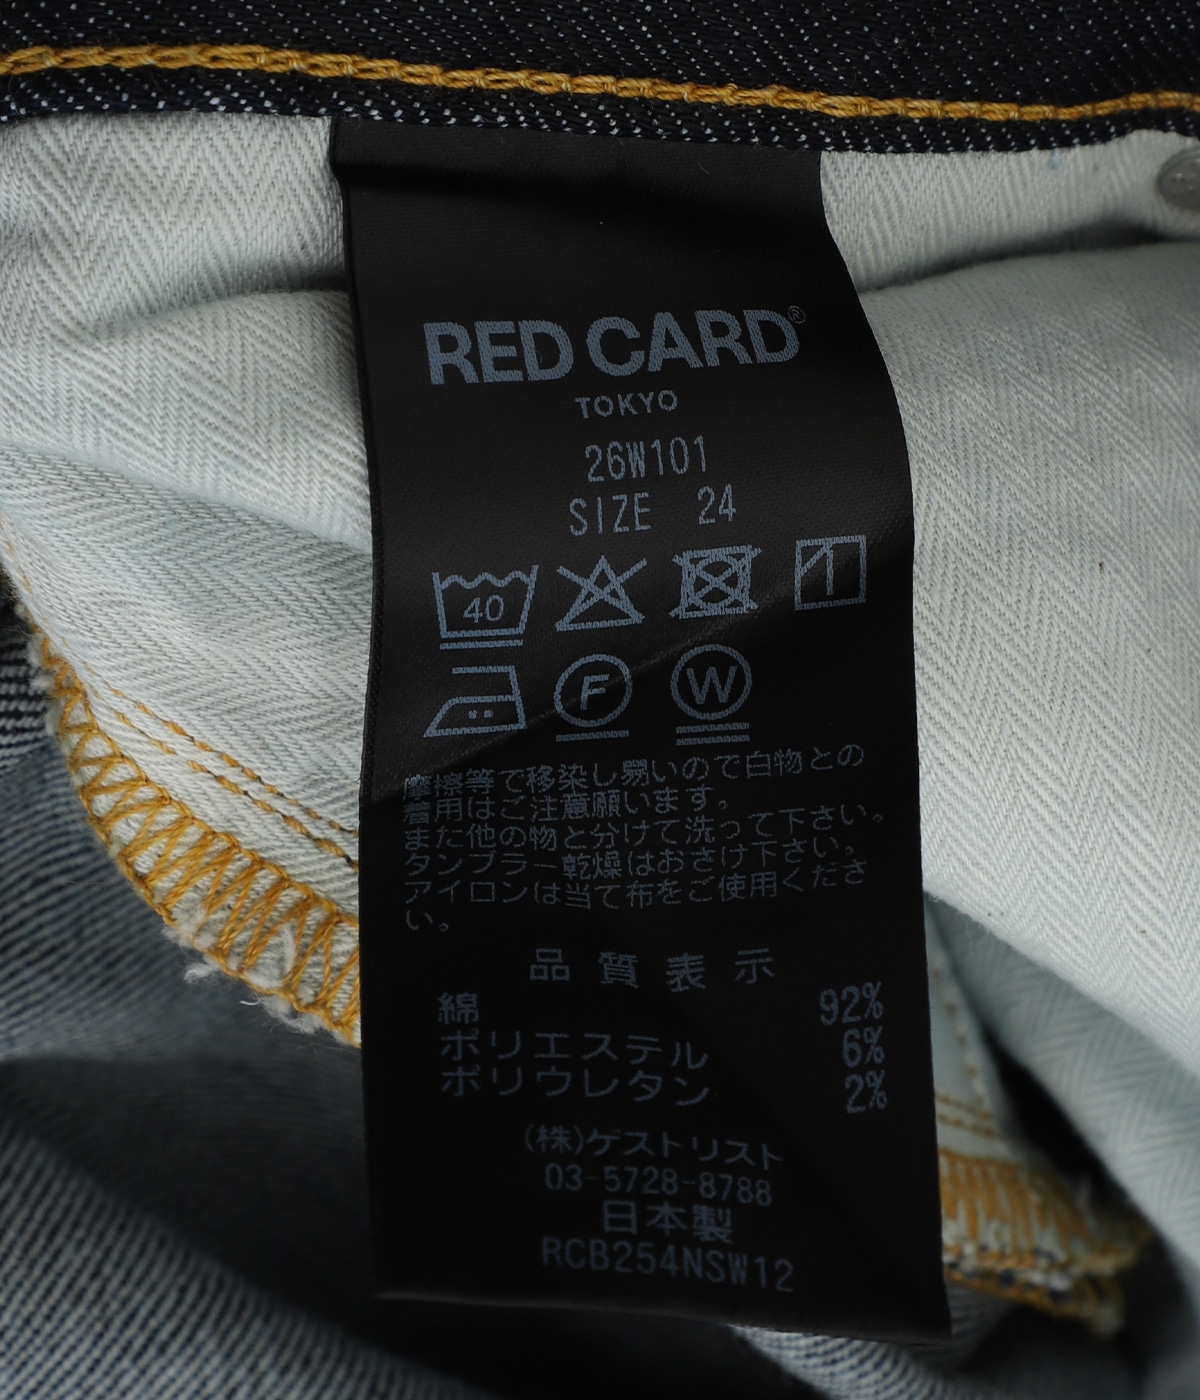 RED CARD®
TOKYO
26W101
SIZE 24
40
F W
摩擦等で移染し易いので白物との
着用はご注意願います。
また他の物と分けて洗って下さい。
タンブラー乾燥はおさけ下さい。
アイロンは当て布をご使用くださ
い。
品質表示
綿 92%
ポリエステル 6%
ポリウレタン 2%
(株)ゲストリスト
03-5728-8788
日本製
RCB254NSW12